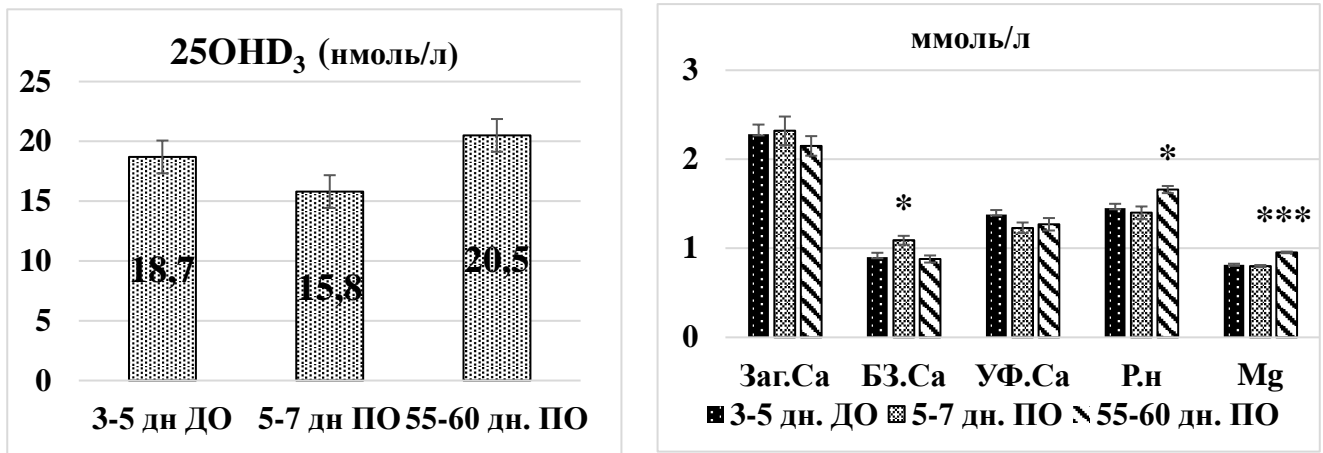 25OHD₃ (нмоль/л)
25
20
15
10
5
0
18,7
15,8
20,5
3-5 дн ДО
5-7 дн ПО
55-60 дн. ПО
ммоль/л
3
2
1
0
*
*
***
Заг.Са
БЗ.Са
УФ.Са
Р.н
Mg
3-5 дн. ДО
5-7 дн. ПО
55-60 дн. ПО